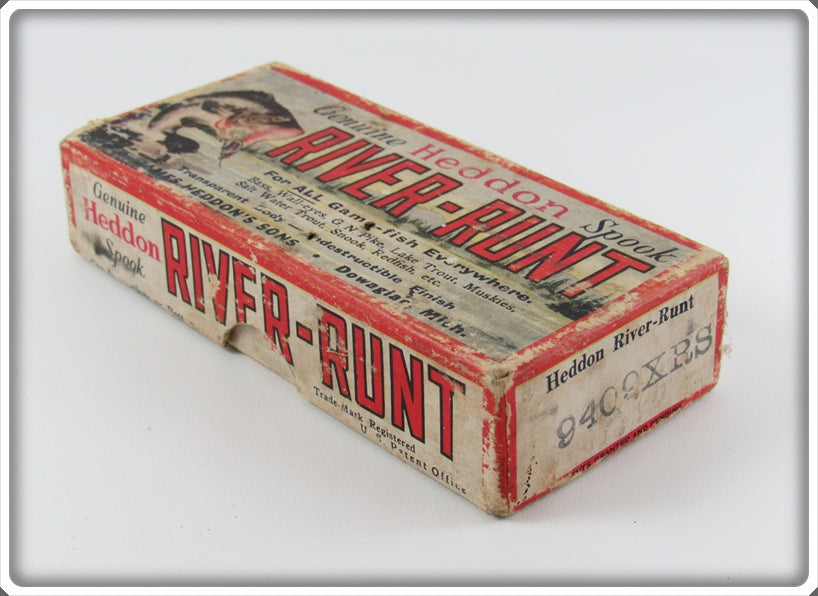 Genuine Heddon Spook
RIVER-RUNT
For ALL Game-fish Everywhere,
Bass, Wall-eyes, G. N. Pike, Lake Trout, Muskies,
Salt Water Trout, Snook, Redfish, etc.
Transparent Body — Indestructible Finish
JAMES HEDDON'S SONS • Dowagiac, Mich.
Genuine
Heddon
Spook
RIVER-RUNT
Trade-Mark Registered
U. S. Patent Office
Heddon River-Runt
9409XRS